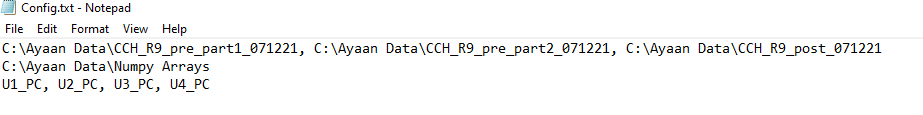 Config.txt - Notepad
File Edit Format View Help
C:\Ayaan Data\CCH_R9_pre_part1_071221, C:\Ayaan Data\CCH_R9_pre_part2_071221, C:\Ayaan Data\CCH_R9_post_071221
C:\Ayaan Data\Numpy Arrays
U1_PC, U2_PC, U3_PC, U4_PC